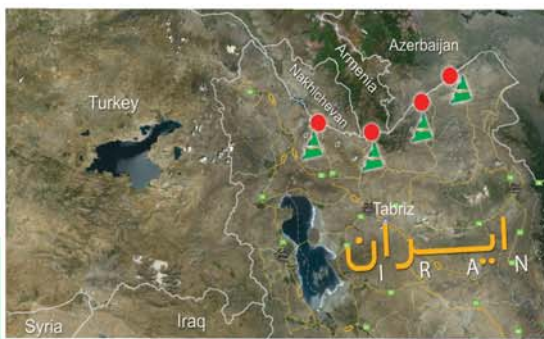 Azerbaijan
Armenia
Nakhichevan
Turkey
Tabriz
ایران
I R A N
Syria
Iraq